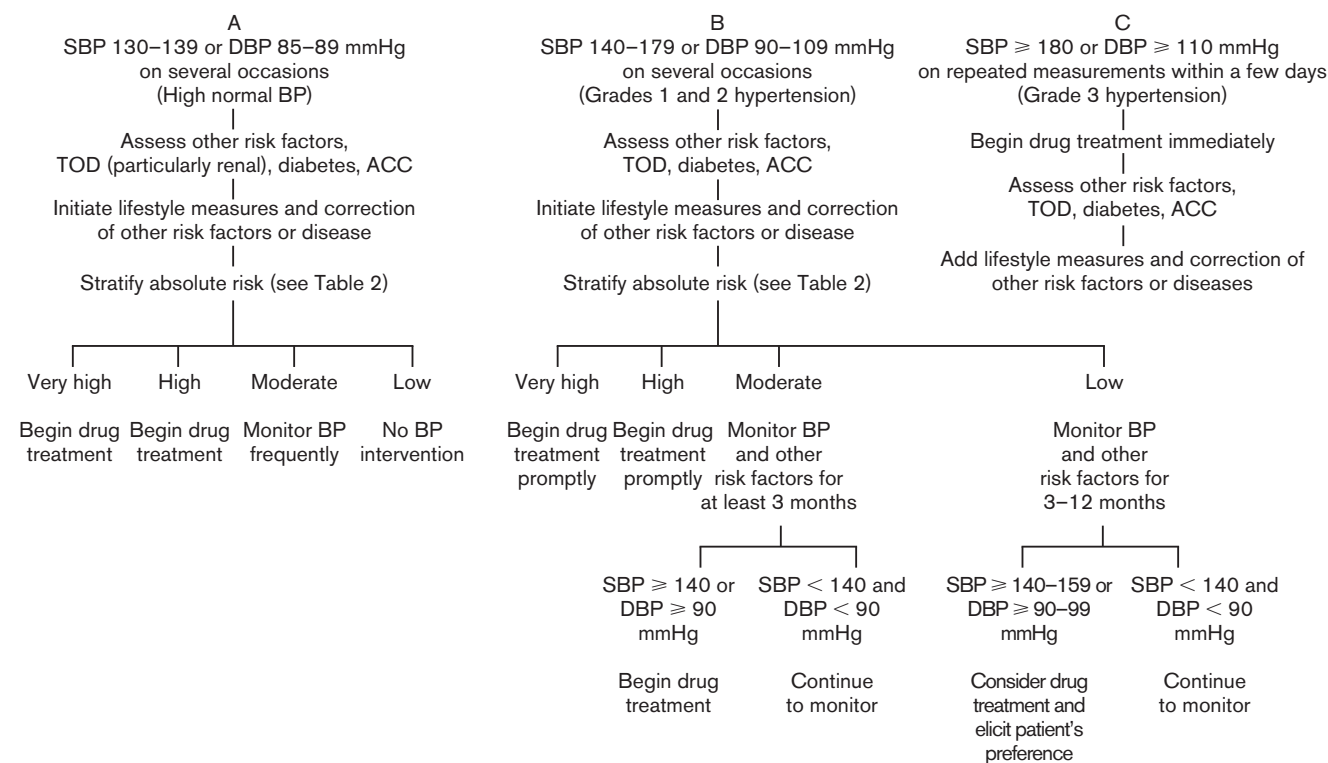 A
SBP 130–139 or DBP 85–89 mmHg
on several occasions
(High normal BP)
Assess other risk factors,
TOD (particularly renal), diabetes, ACC
Initiate lifestyle measures and correction
of other risk factors or disease
Stratify absolute risk (see Table 2)
Very high
Begin drug
treatment
High
Begin drug
treatment
Moderate
Monitor BP
frequently
Low
No BP
intervention
B
SBP 140–179 or DBP 90–109 mmHg
on several occasions
(Grades 1 and 2 hypertension)
Assess other risk factors,
TOD, diabetes, ACC
Initiate lifestyle measures and correction
of other risk factors or disease
Stratify absolute risk (see Table 2)
Very high
Begin drug
treatment
promptly
High
Begin drug
treatment
promptly
Moderate
Monitor BP
and other
risk factors for
at least 3 months
SBP ⩾ 140 or
DBP ⩾ 90
mmHg
Begin drug
treatment
SBP < 140 and
DBP < 90
mmHg
Continue
to monitor
Low
Monitor BP
and other
risk factors for
3–12 months
SBP ⩾ 140–159 or
DBP ⩾ 90–99
mmHg
Consider drug
treatment and
elicit patient's
preference
SBP < 140 and
DBP < 90
mmHg
Continue
to monitor
C
SBP ⩾ 180 or DBP ⩾ 110 mmHg
on repeated measurements within a few days
(Grade 3 hypertension)
Begin drug treatment immediately
Assess other risk factors,
TOD, diabetes, ACC
Add lifestyle measures and correction of
other risk factors or diseases